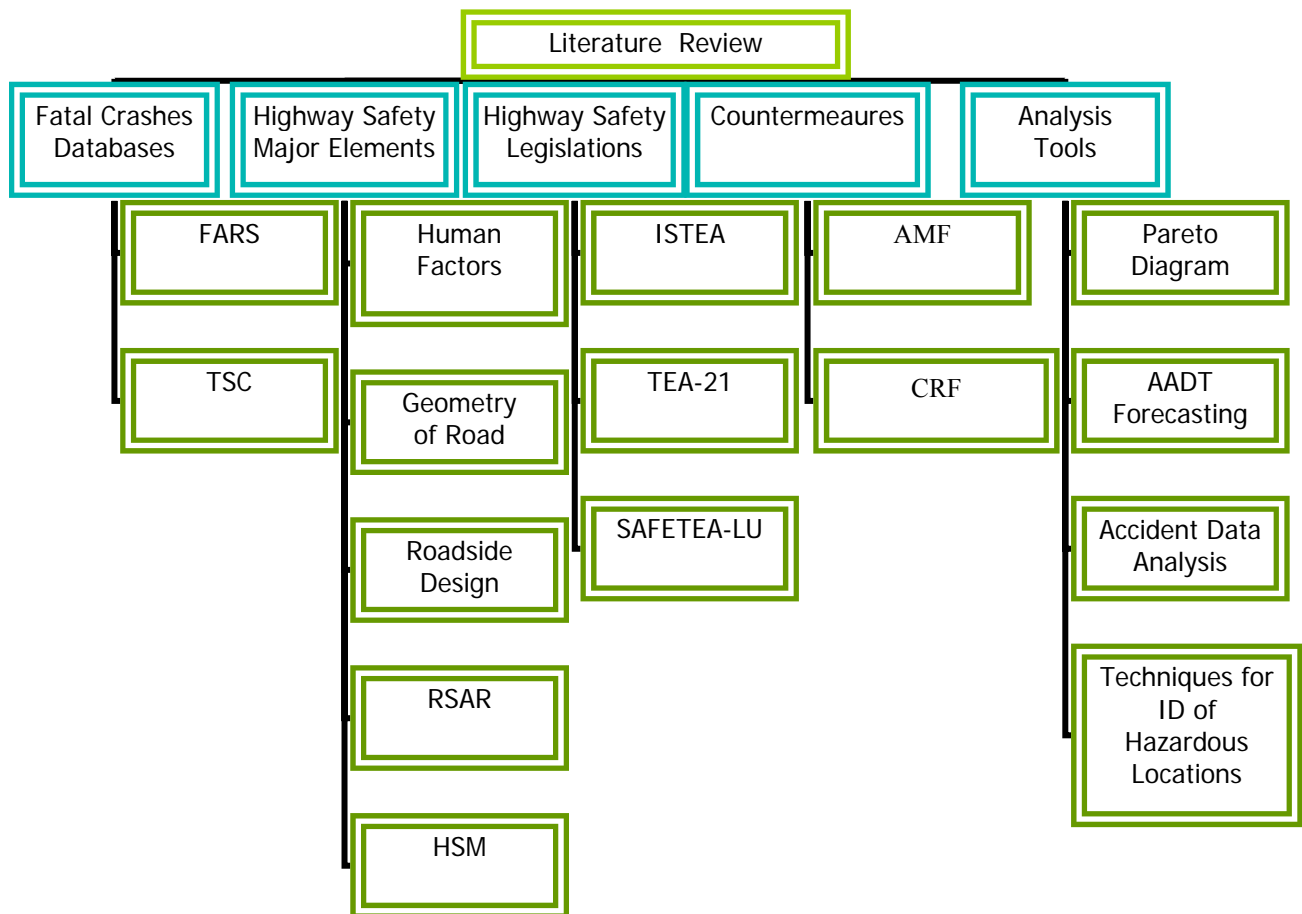 Literature Review
Fatal Crashes
Databases
Highway Safety
Major Elements
Highway Safety
Legislations
Countermeaures
Analysis
Tools
FARS
TSC
Human
Factors
Geometry
of Road
Roadside
Design
RSAR
HSM
ISTEA
TEA-21
SAFETEA-LU
AMF
CRF
Pareto
Diagram
AADT
Forecasting
Accident Data
Analysis
Techniques for
ID of
Hazardous
Locations